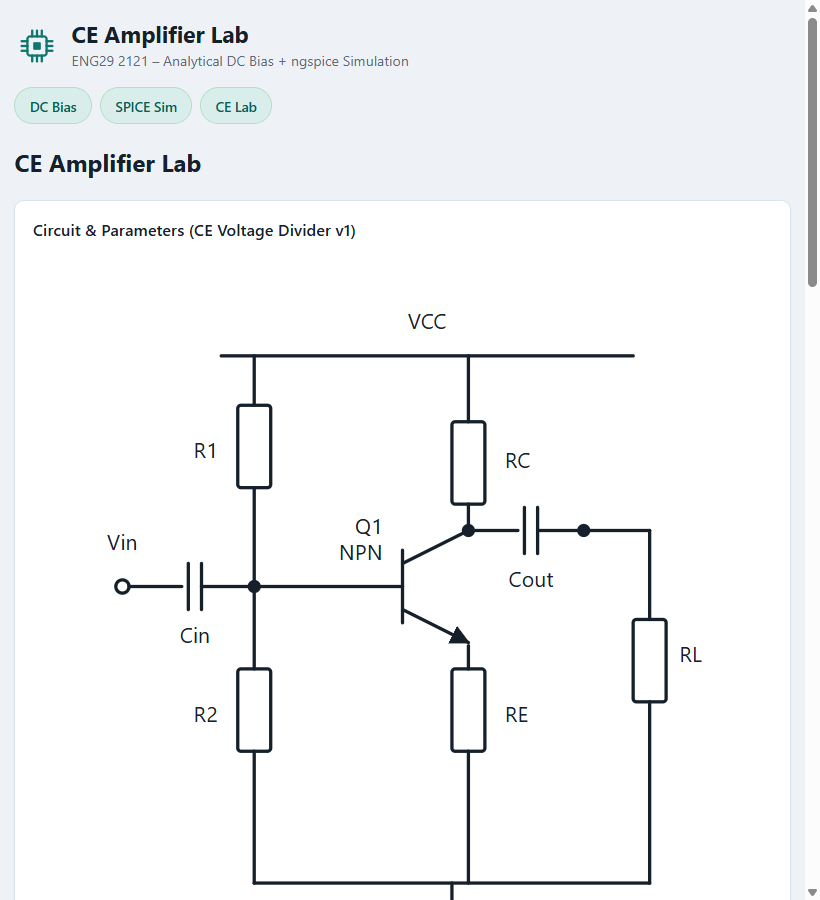 CE Amplifier Lab
ENG29 2121 – Analytical DC Bias + ngspice Simulation
DC Bias
SPICE Sim
CE Lab
CE Amplifier Lab
Circuit & Parameters (CE Voltage Divider v1)
VCC
R1
RC
Q1
NPN
Vin
Cout
Cin
RL
R2
RE